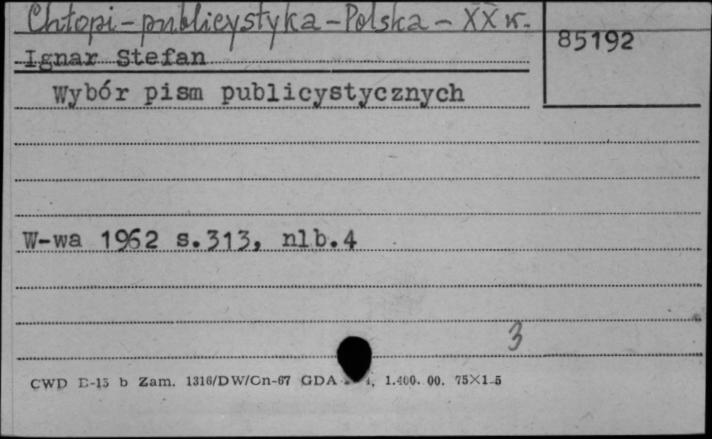 Chłopi - publicystyka - Polska - XX w.
85192
Ignar Stefan
Wybór pism publicystycznych
W-wa 1962 s.313, nlb.4
3
CWD E-15 b Zam. 1316/DW/Cn-67 GDA 1.400.00. 75X1 5